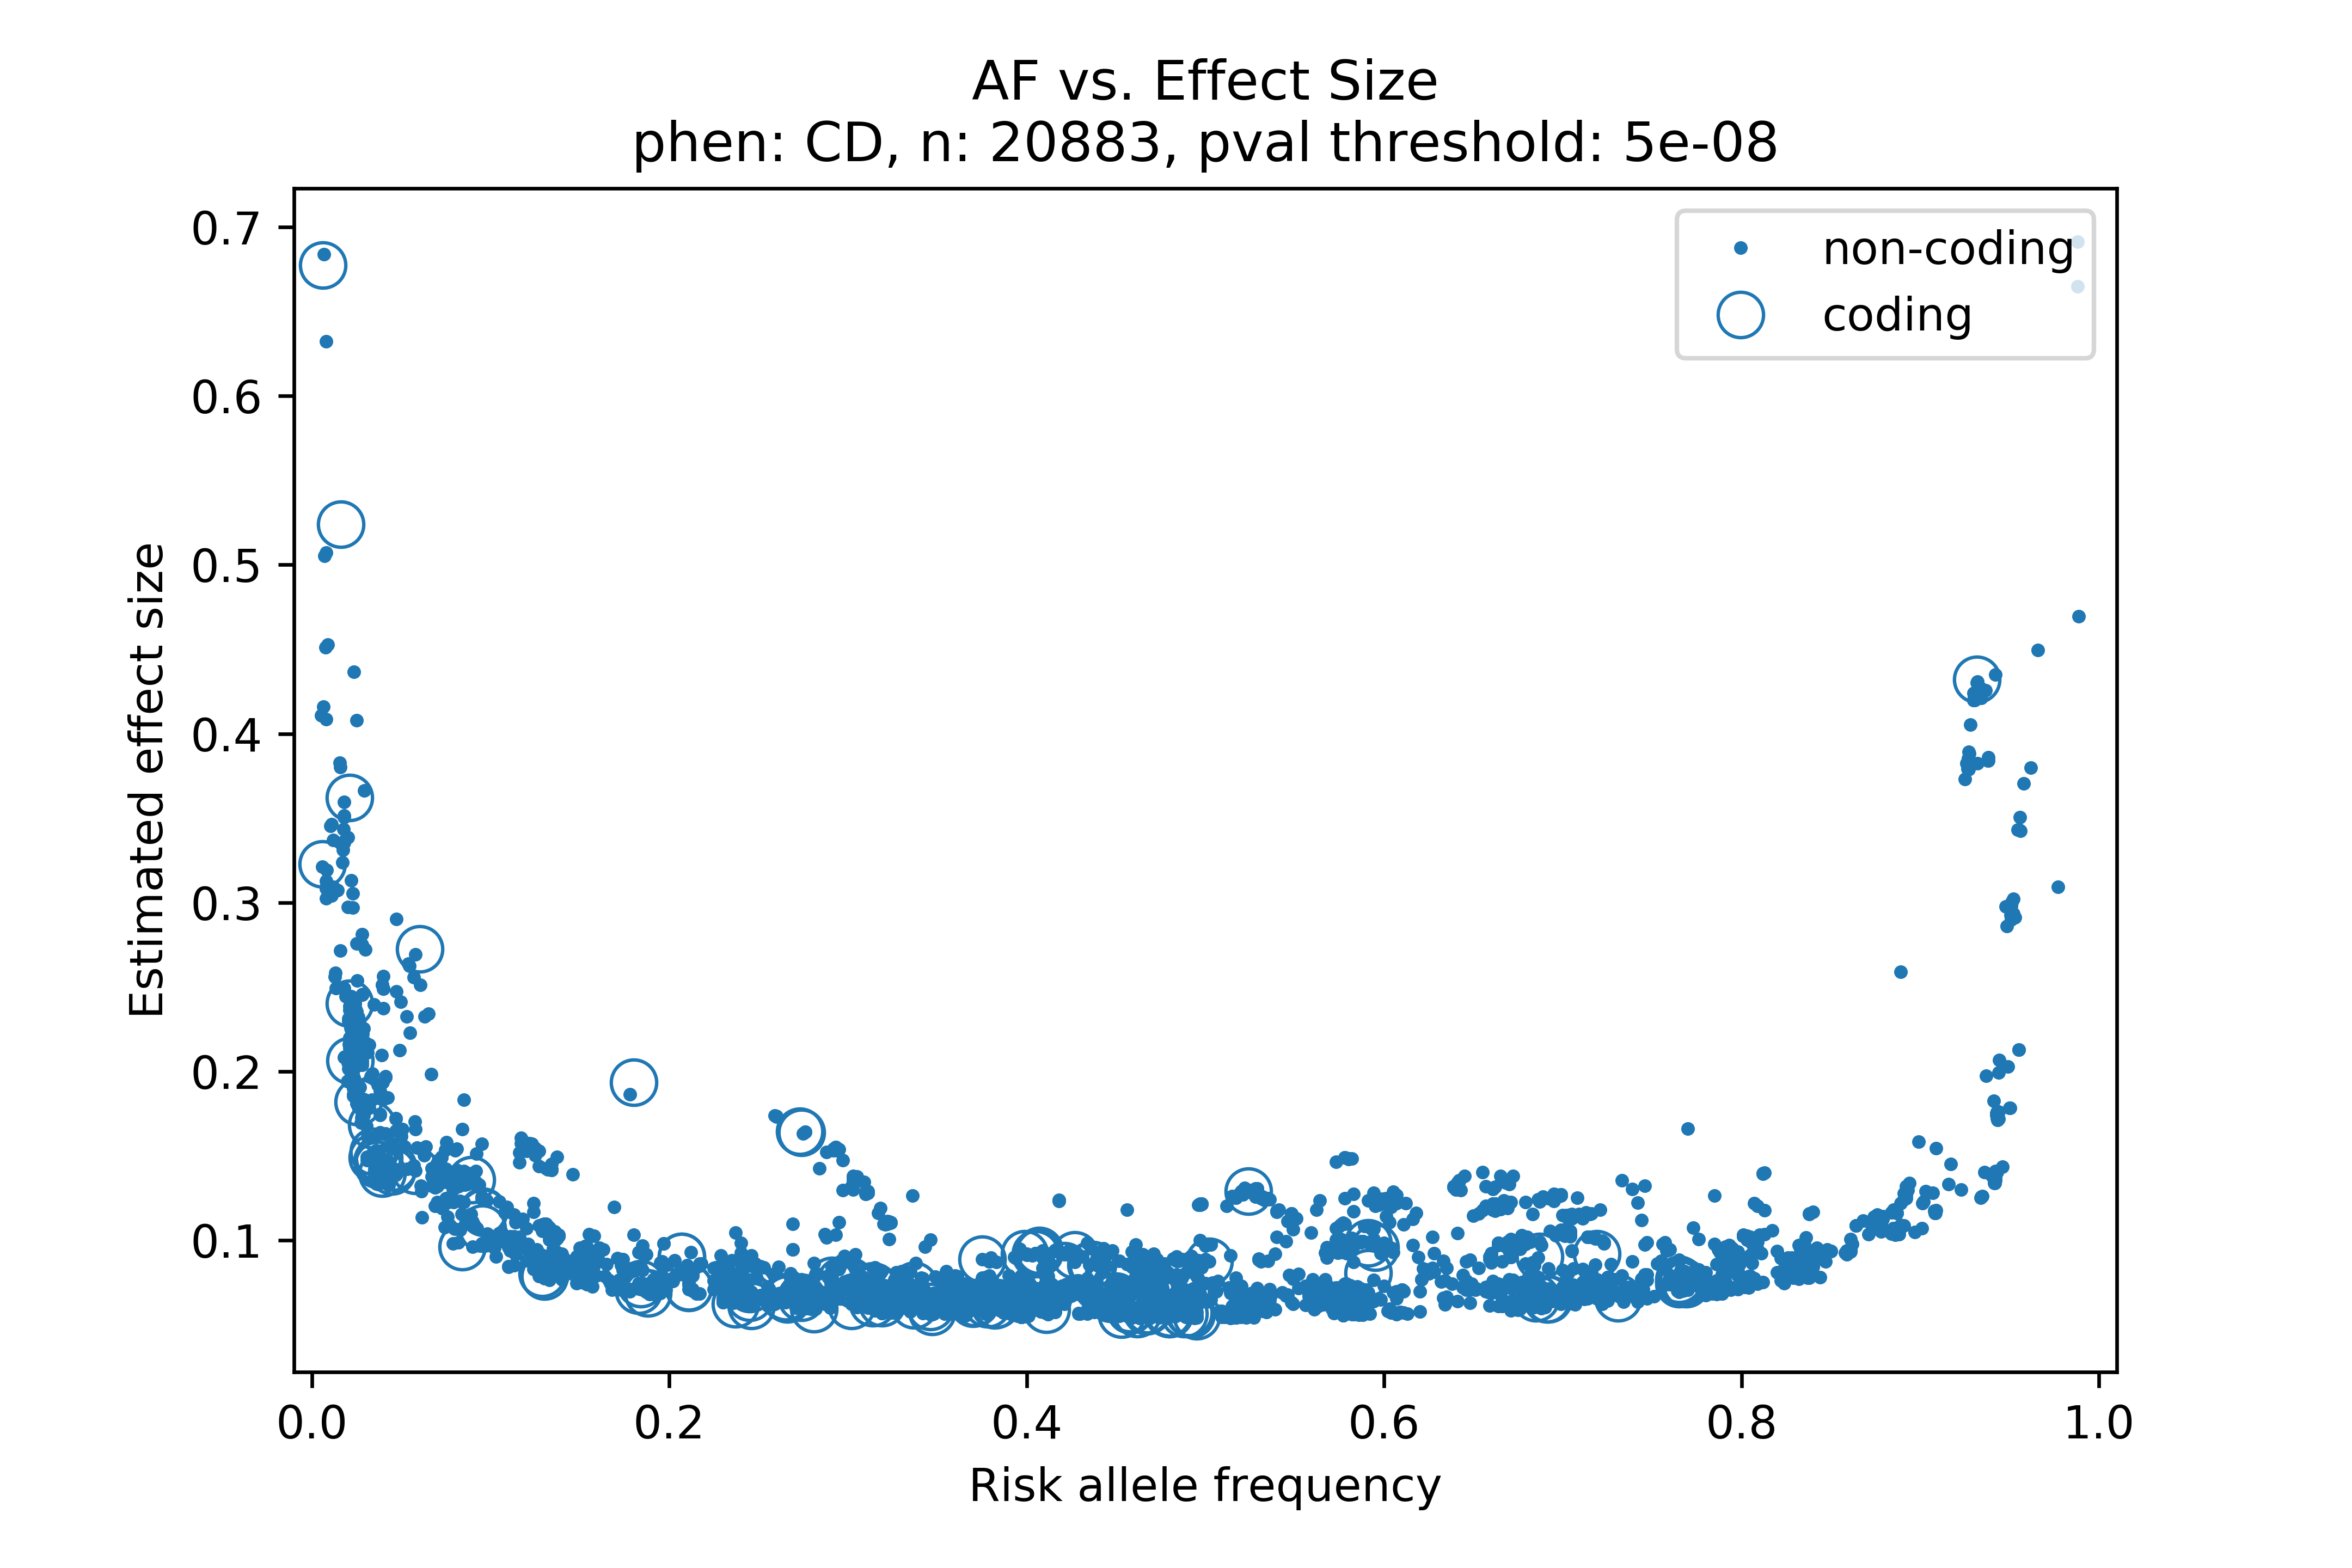 AF vs. Effect Size
phen: CD, n: 20883, pval threshold: 5e-08
non-coding
coding
Estimated effect size
0.7
0.6
0.5
0.4
0.3
0.2
0.1
0.0 0.2 0.4 0.6 0.8 1.0
Risk allele frequency